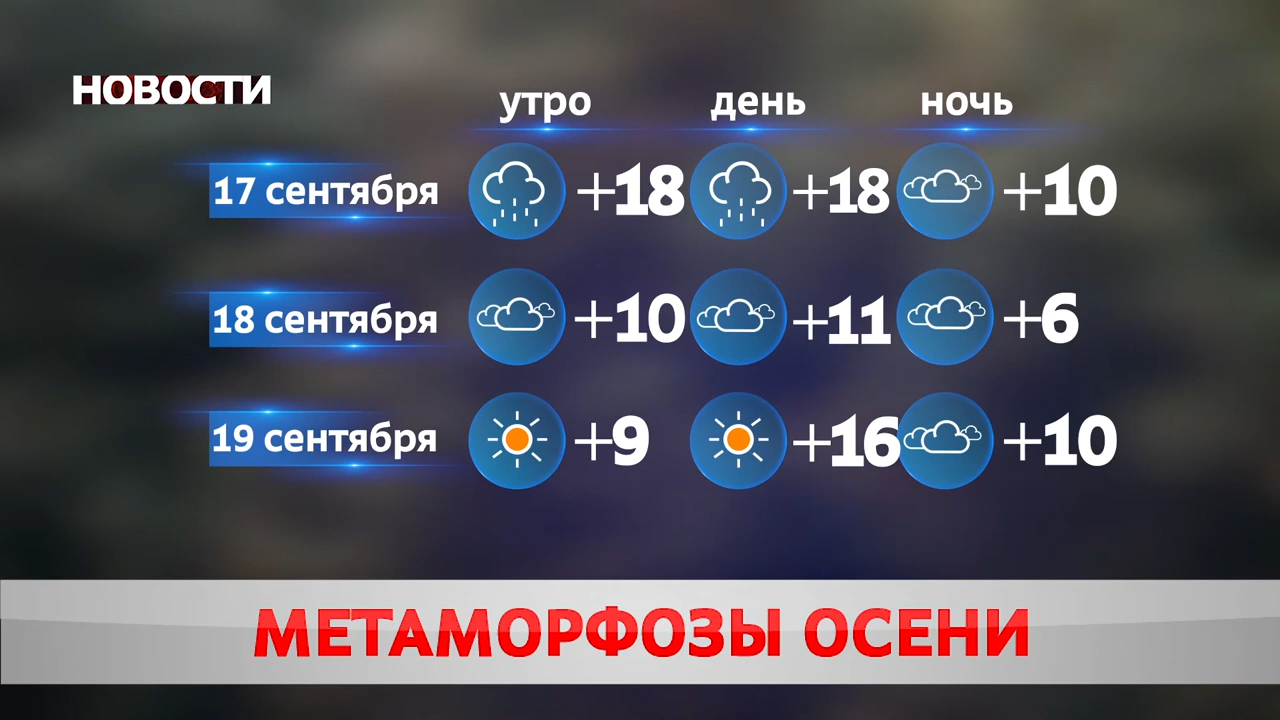 НОВОСТИ
утро день ночь
17 сентября +18 +18 +10
18 сентября +10 +11 +6
19 сентября +9 +16 +10
МЕТАМОРФОЗЫ ОСЕНИ